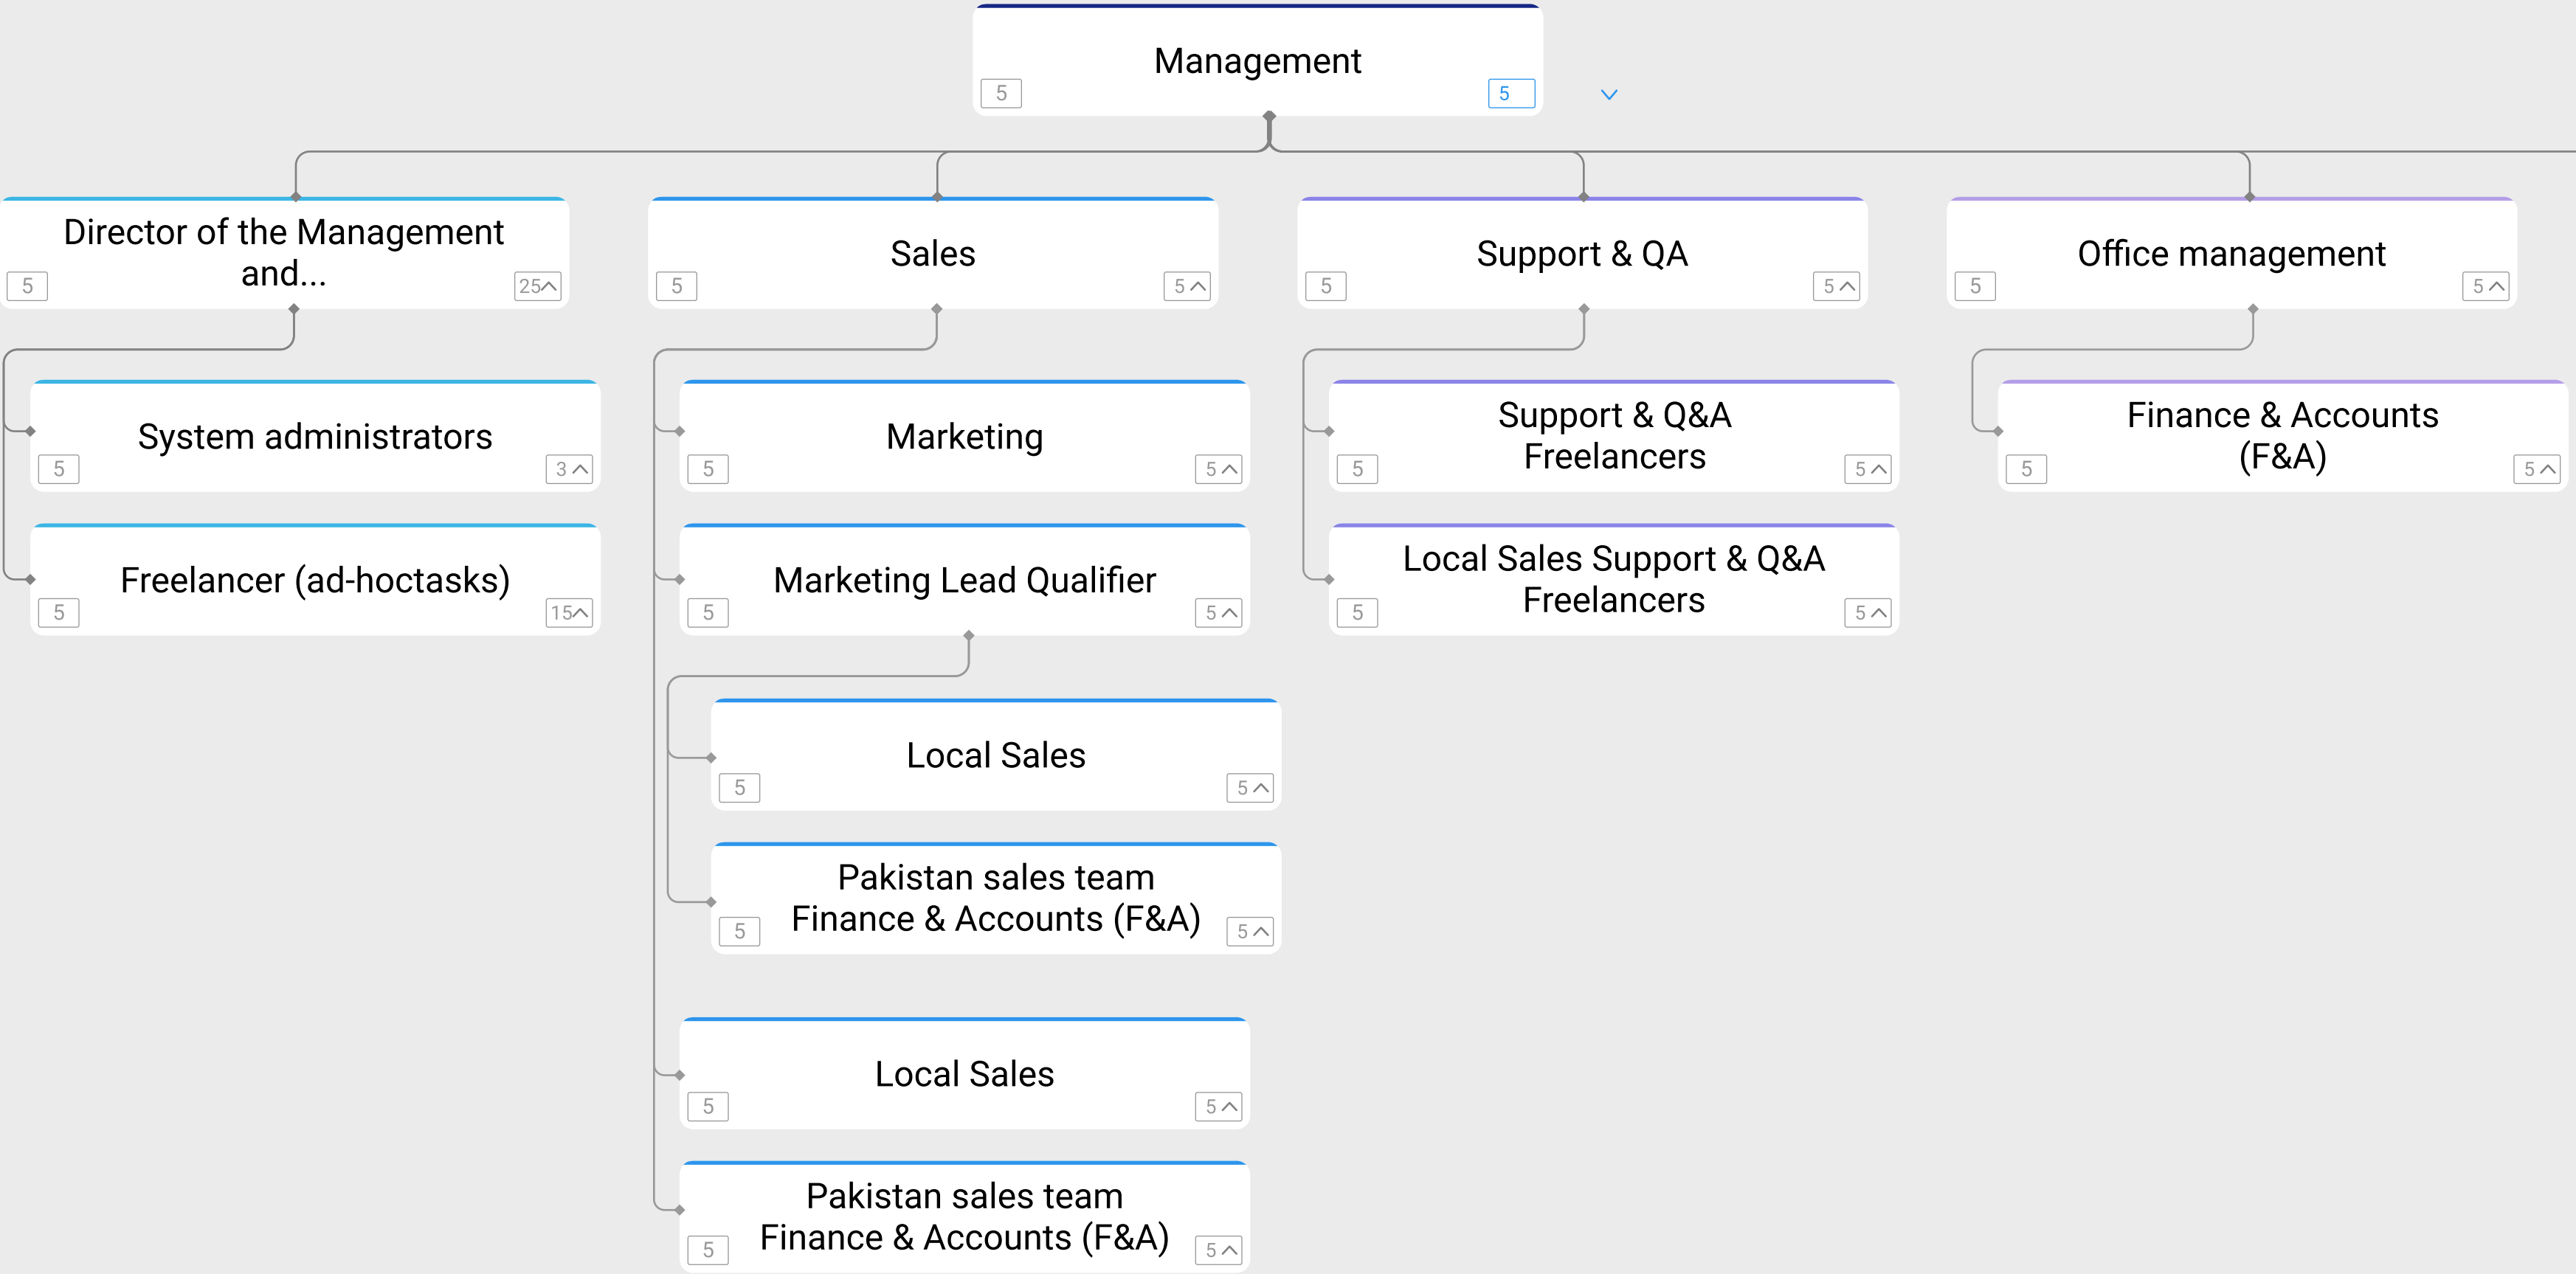 Management
5
5
Director of the Management
and...
5
25
Sales
5
5
Support & QA
5
5
Office management
5
5
System administrators
5
3
Marketing
5
5
Support & Q&A
Freelancers
5
5
Finance & Accounts
(F&A)
5
5
Freelancer (ad-hoctasks)
5
15
Marketing Lead Qualifier
5
5
Local Sales Support & Q&A
Freelancers
5
5
Local Sales
5
5
Pakistan sales team
Finance & Accounts (F&A)
5
5
Local Sales
5
5
Pakistan sales team
Finance & Accounts (F&A)
5
5